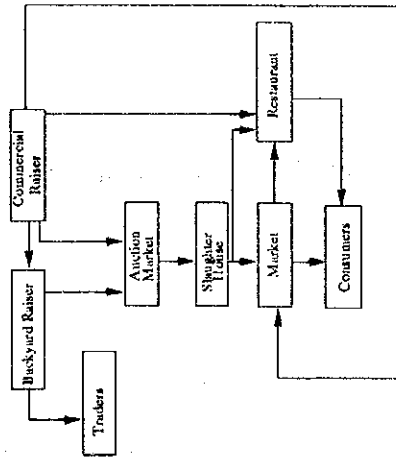 Commercial
Raiser
Backyard Raiser
Traders
Auction
Market
Slaughter
House
Market
Restaurant
Consumers